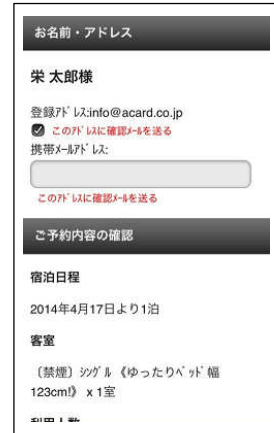 お名前・アドレス
栄 太郎様
登録ｱﾄﾞﾚｽ:info@acard.co.jp
このｱﾄﾞﾚｽに確認ﾒｰﾙを送る
携帯ﾒｰﾙｱﾄﾞﾚｽ:
このｱﾄﾞﾚｽに確認ﾒｰﾙを送る
ご予約内容の確認
宿泊日程
2014年4月17日より1泊
客室
〔禁煙〕ｼﾝｸﾞﾙ《ゆったりﾍﾞｯﾄﾞ幅
123cm!》 x 1室